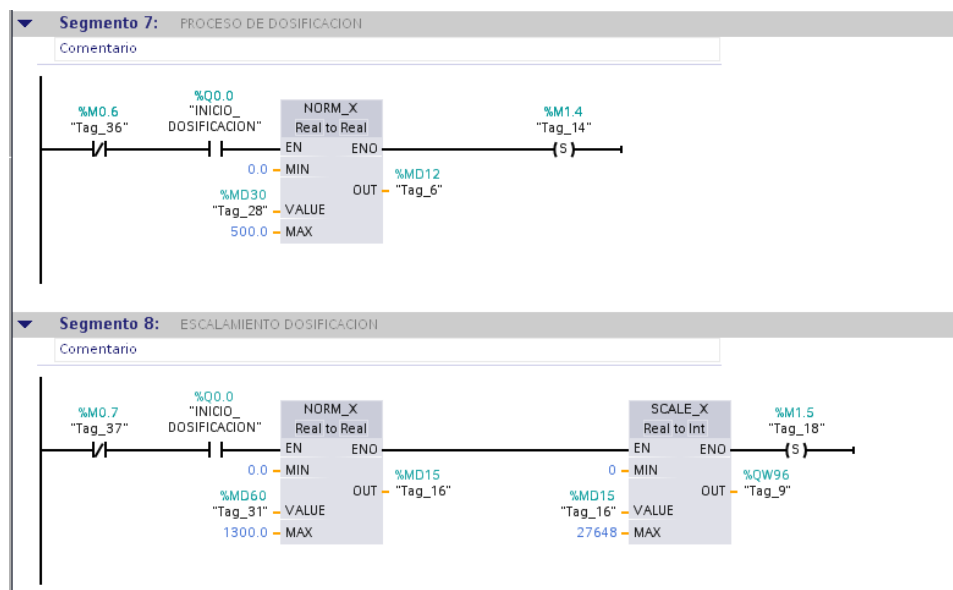 Segmento 7: PROCESO DE DOSIFICACION
Comentario
%M0.6
"Tag_36"
%Q0.0
"INICIO_
DOSIFICACION"
NORM_X
Real to Real
EN ENO
0.0 MIN
%MD30
"Tag_28" VALUE
500.0 MAX
OUT
%MD12
"Tag_6"
%M1.4
"Tag_14"
S
Segmento 8: ESCALAMIENTO DOSIFICACION
Comentario
%M0.7
"Tag_37"
%Q0.0
"INICIO_
DOSIFICACION"
NORM_X
Real to Real
EN ENO
0.0 MIN
%MD60
"Tag_31" VALUE
1300.0 MAX
OUT
%MD15
"Tag_16"
SCALE_X
Real to Int
EN ENO
0 MIN
%MD15
"Tag_16" VALUE
27648 MAX
OUT
%QW96
"Tag_9"
%M1.5
"Tag_18"
S